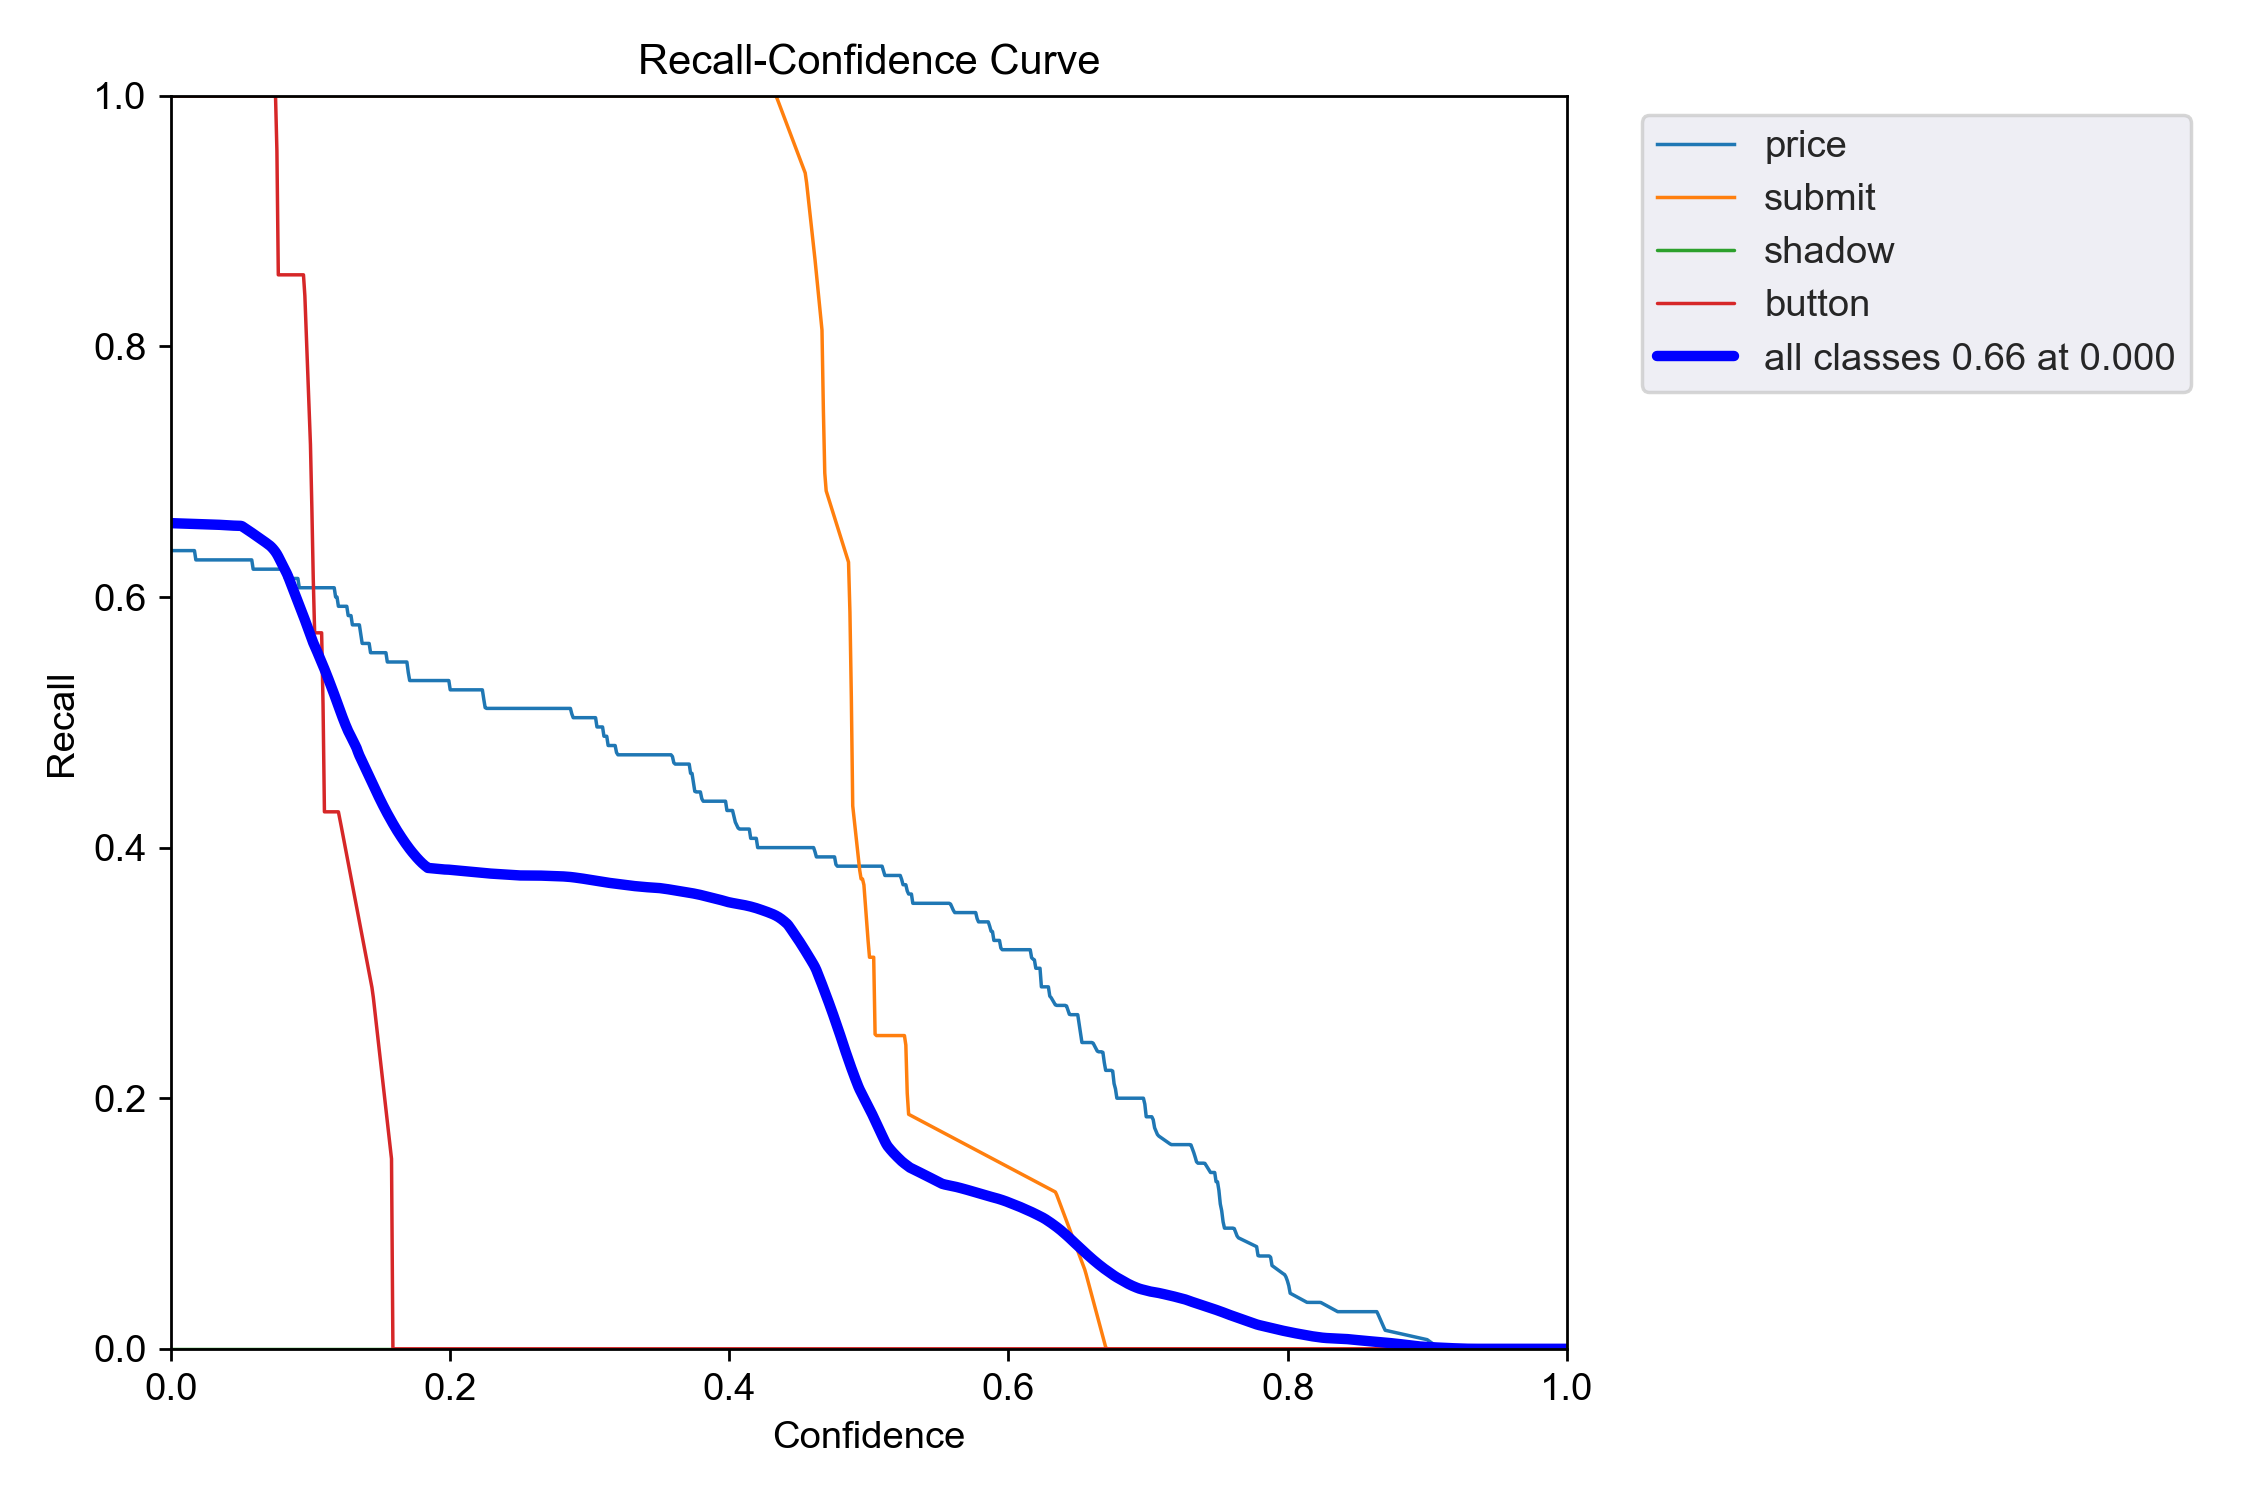 Recall-Confidence Curve
1.0
0.8
0.6
0.4
0.2
0.0
Recall
0.0 0.2 0.4 0.6 0.8 1.0
Confidence
price
submit
shadow
button
all classes 0.66 at 0.000